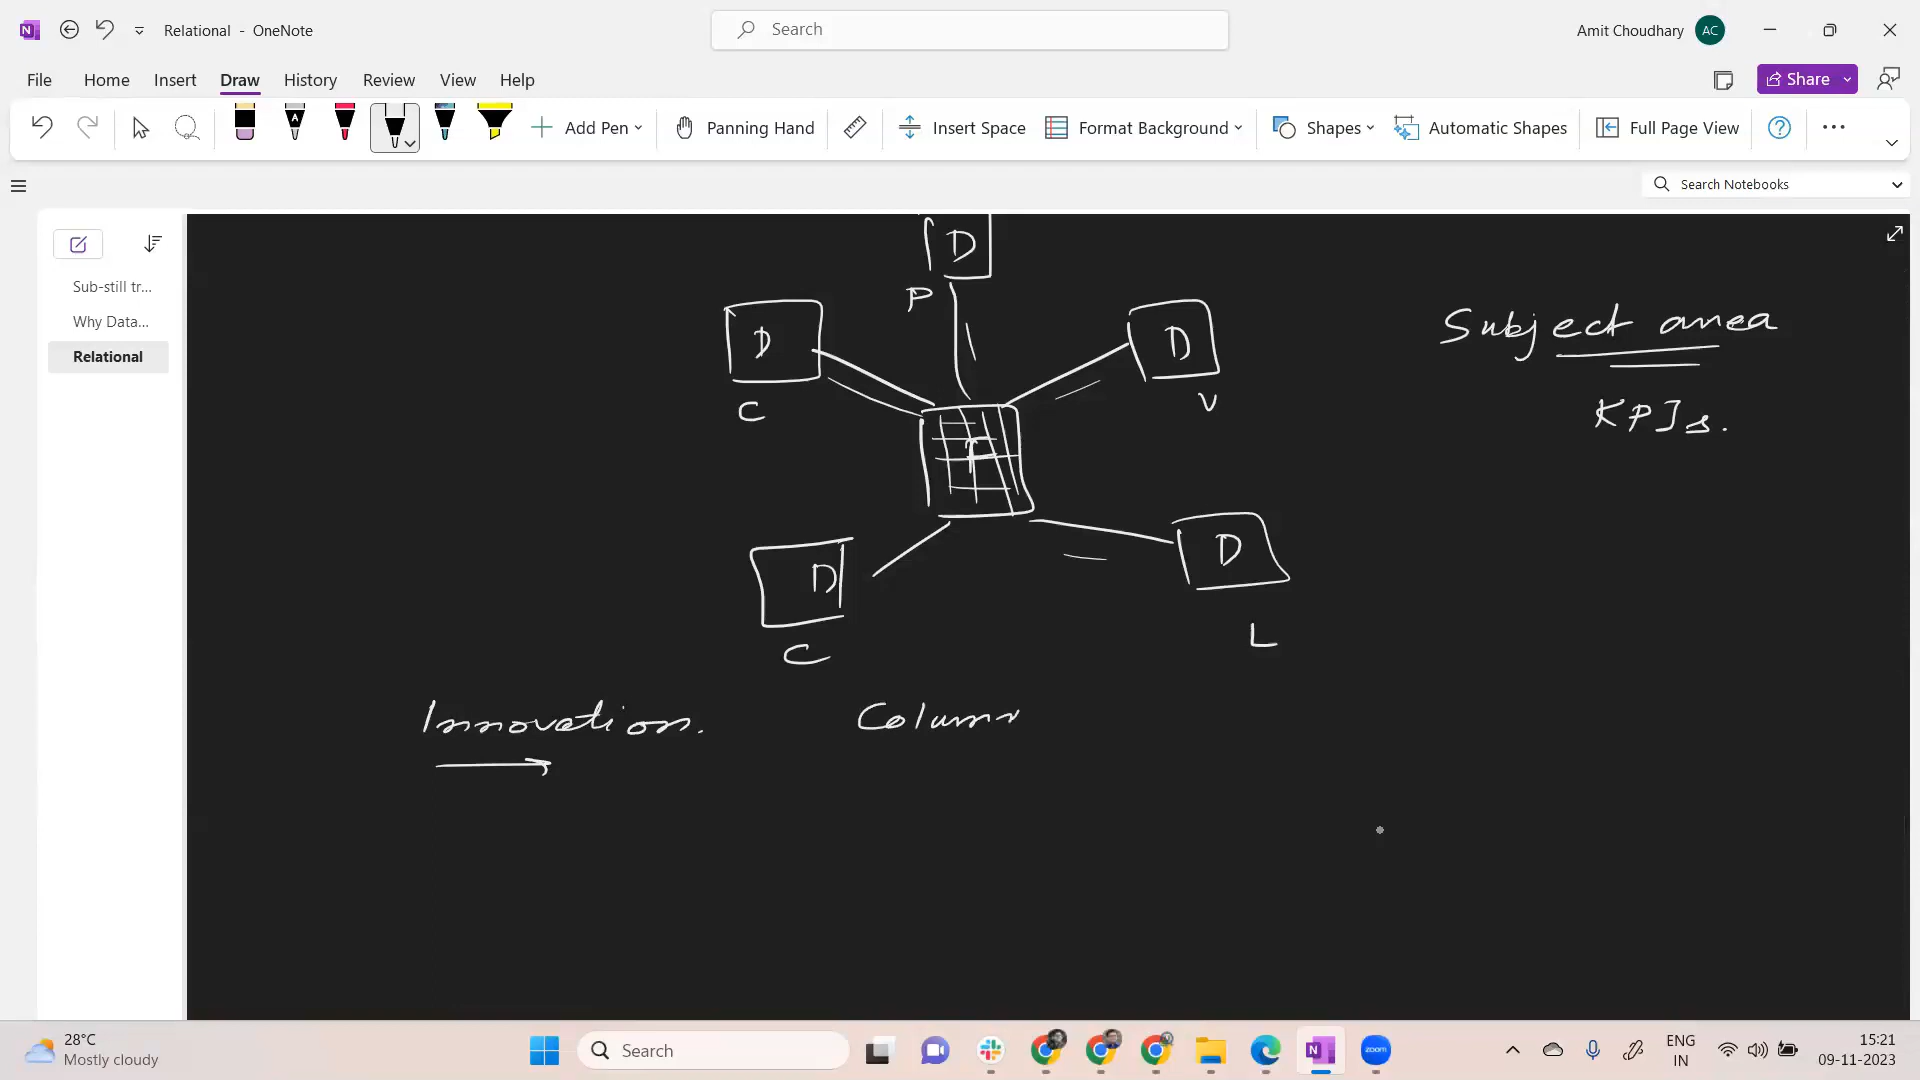 Relational - OneNote
Search
Amit Choudhary
AC
File
Home
Insert
Draw
History
Review
View
Help
Share
Add Pen
Panning Hand
Insert Space
Format Background
Shapes
Automatic Shapes
Full Page View
Search Notebooks
Sub-still tr...
Why Data...
Relational
D
P
D
C
D
V
Subject area
KPIs.
F
D
C
D
L
Innovation.
Column
28°C
Mostly cloudy
Search
zoom
ENG
IN
15:21
09-11-2023